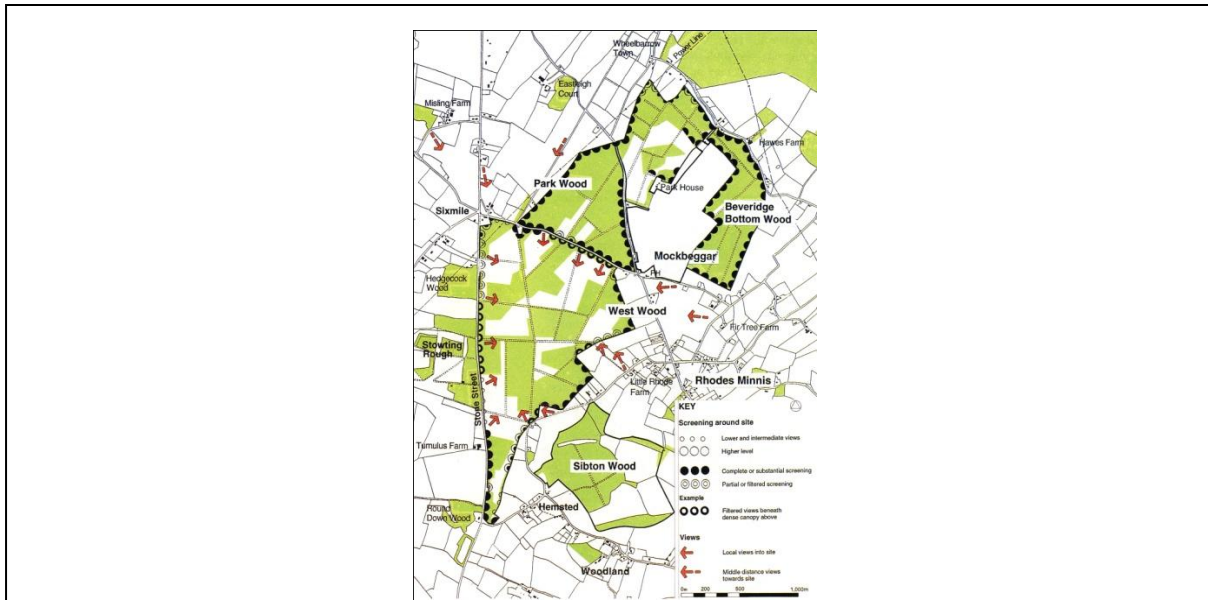 Wheelbarrow
Town
Power Line
Eastleigh
Court
Misling Farm
Hawes Farm
Park Wood
Park House
Sixmile
Beveridge
Bottom Wood
Mockbeggar
PH
Hedgecock
Wood
West Wood
Fir Tree Farm
Stowting
Rough
Little Rhodes
Farm
Rhodes Minnis
Stone Street
KEY
Screening around site
Lower and intermediate views
Higher level
Tumulus Farm
Sibton Wood
Complete or substantial screening
Partial or filtered screening
Example
Round
Down Wood
Hemsted
Filtered views beneath
dense canopy above
Views
Local views into site
Woodland
Middle distance views
towards site
0m 200 500 1,000m